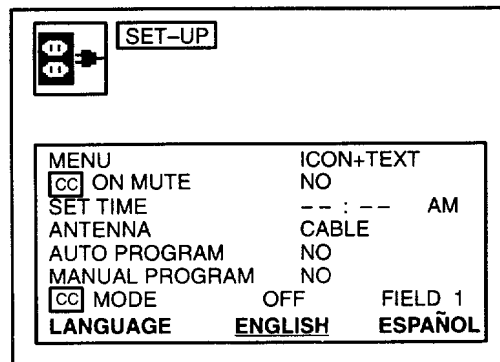 SET-UP
MENU ICON+TEXT
CC ON MUTE NO
SET TIME - - : - - AM
ANTENNA CABLE
AUTO PROGRAM NO
MANUAL PROGRAM NO
CC MODE OFF FIELD 1
LANGUAGE ENGLISH ESPAÑOL